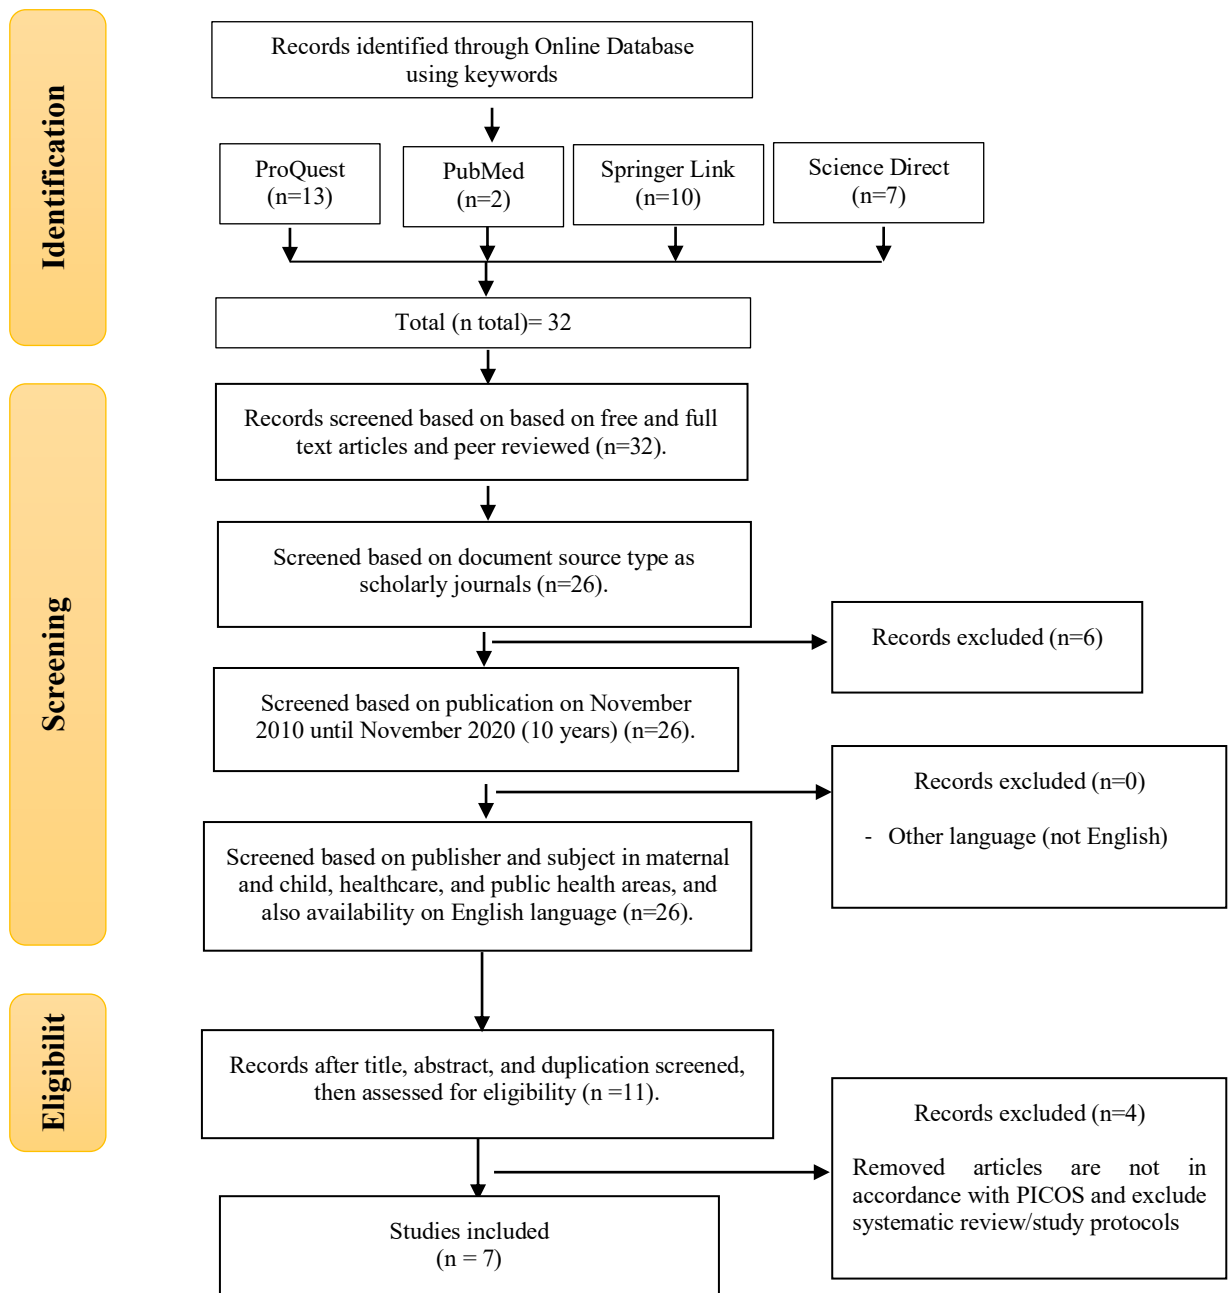 Identification
Records identified through Online Database
using keywords
ProQuest
(n=13)
PubMed
(n=2)
Springer Link
(n=10)
Science Direct
(n=7)
Total (n total)= 32
Screening
Records screened based on based on free and full
text articles and peer reviewed (n=32).
Screened based on document source type as
scholarly journals (n=26).
Records excluded (n=6)
Screened based on publication on November
2010 until November 2020 (10 years) (n=26).
Records excluded (n=0)
- Other language (not English)
Screened based on publisher and subject in maternal
and child, healthcare, and public health areas, and
also availability on English language (n=26).
Eligibilit
Records after title, abstract, and duplication screened,
then assessed for eligibility (n =11).
Records excluded (n=4)
Removed articles are not in
accordance with PICOS and exclude
systematic review/study protocols
Studies included
(n = 7)